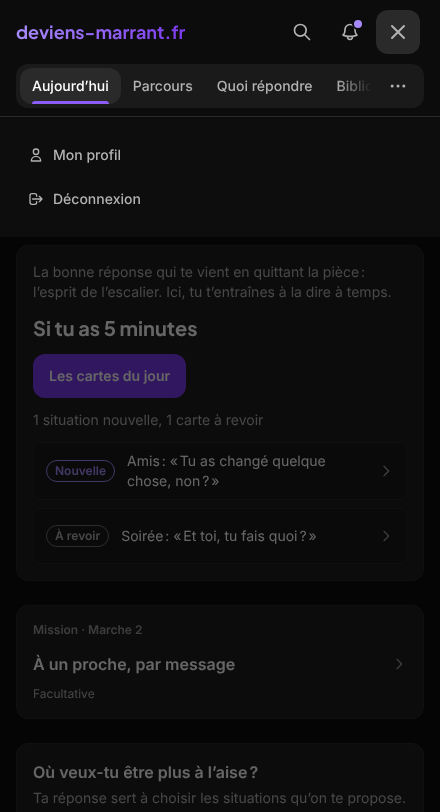 deviens-marrant.fr
Aujourd'hui
Parcours
Quoi répondre
Biblio
Mon profil
Déconnexion
La bonne réponse qui te vient en quittant la pièce :
l'esprit de l'escalier. Ici, tu t'entraînes à la dire à temps.
Si tu as 5 minutes
Les cartes du jour
1 situation nouvelle, 1 carte à revoir
Nouvelle
Amis : « Tu as changé quelque
chose, non ? »
À revoir
Soirée : « Et toi, tu fais quoi ? »
Mission · Marche 2
À un proche, par message
Facultative
Où veux-tu être plus à l'aise ?
Ta réponse sert à choisir les situations qu'on te propose.